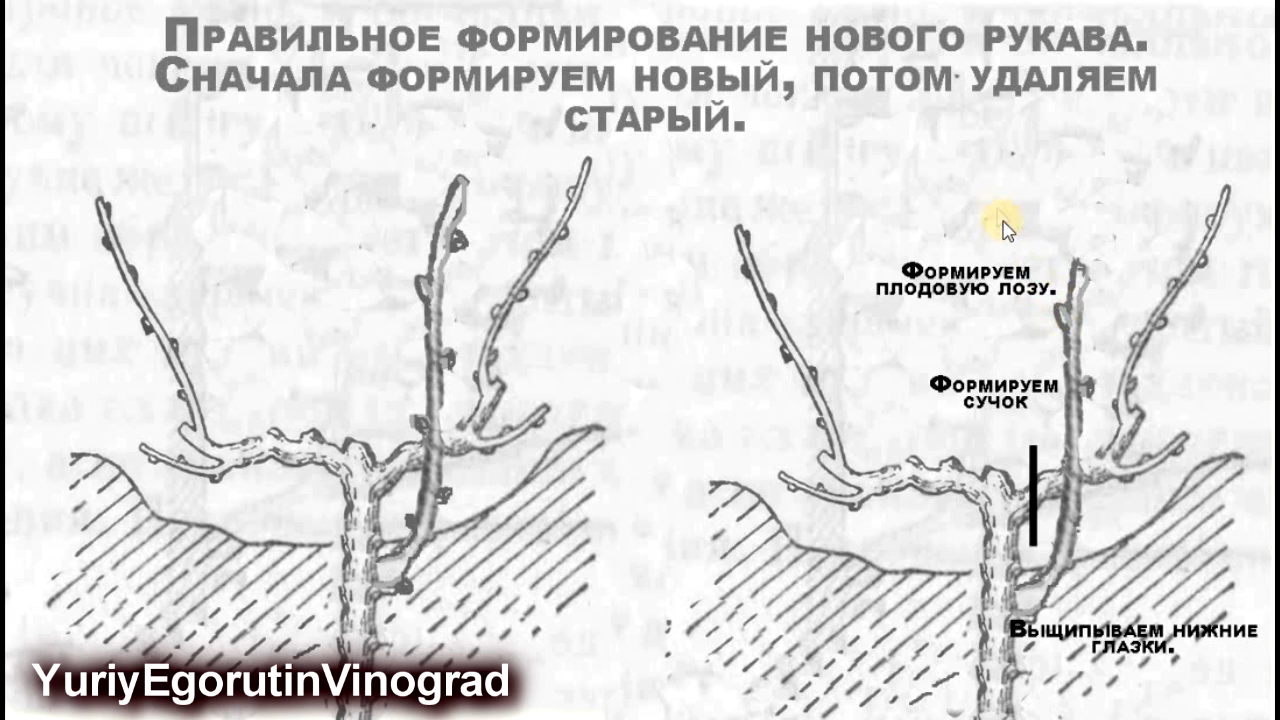 Правильное формирование нового рукава.
Сначала формируем новый, потом удаляем
старый.
Формируем
плодовую лозу.
Формируем
сучок
Выщипываем нижние
глазки.
YuriyEgorutinVinograd